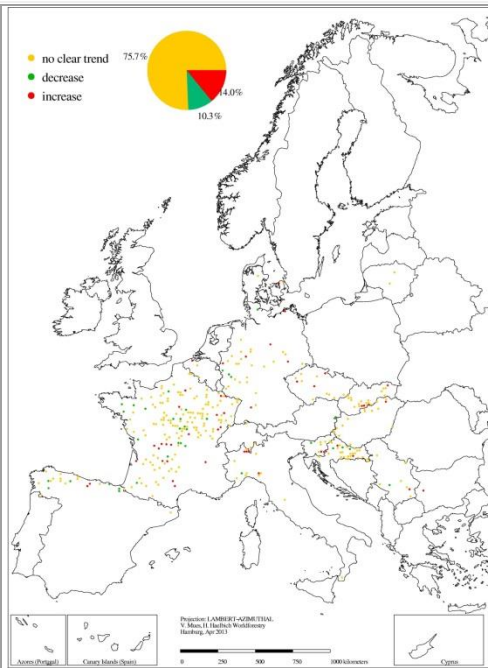 75.7%
no clear trend
decrease
increase
14.0%
10.3%
Projection: LAMBERT-AZIMUTHAL
V. Mues, H. Haelbich Worldforestry
Hamburg, Apr 2013
Azores (Portugal)
Canary Islands (Spain)
0
250
500
750
1000 kilometers
Cyprus